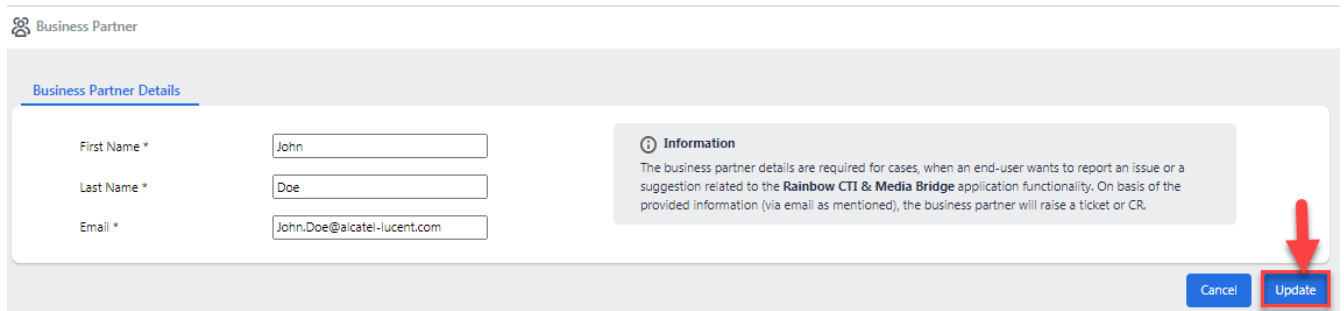 Business Partner
Business Partner Details
First Name *
John
Last Name *
Doe
Email *
John.Doe@alcatel-lucent.com
Information
The business partner details are required for cases, when an end-user wants to report an issue or a
suggestion related to the Rainbow CTI & Media Bridge application functionality. On basis of the
provided information (via email as mentioned), the business partner will raise a ticket or CR.
Cancel
Update